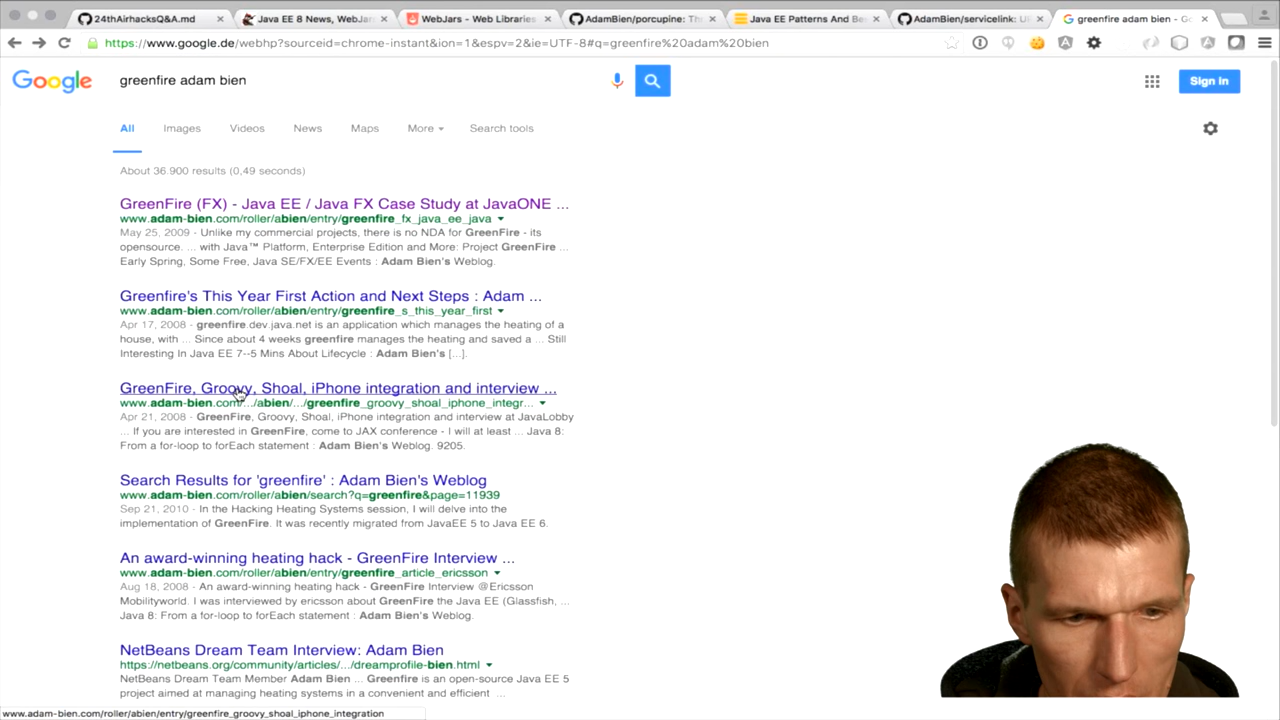 24thAirhacksQ&A.md
Java EE 8 News, WebJar
WebJars - Web Libraries
AdamBien/porcupine: Th
Java EE Patterns And Be
AdamBien/servicelink: U
greenfire adam bien - Go
https://www.google.de/webhp?sourceid=chrome-instant&ion=1&espv=2&ie=UTF-8#q=greenfire%20adam%20bien
Google
greenfire adam bien
Sign in
All Images Videos News Maps More Search tools
About 36.900 results (0,49 seconds)
GreenFire (FX) - Java EE / Java FX Case Study at JavaONE ...
www.adam-bien.com/roller/abien/entry/greenfire_fx_java_ee_java
May 25, 2009 - Unlike my commercial projects, there is no NDA for GreenFire - its
opensource. ... with Java™ Platform, Enterprise Edition and More: Project GreenFire ...
Early Spring, Some Free, Java SE/FX/EE Events : Adam Bien's Weblog.
Greenfire's This Year First Action and Next Steps : Adam ...
www.adam-bien.com/roller/abien/entry/greenfire_s_this_year_first
Apr 17, 2008 - greenfire.dev.java.net is an application which manages the heating of a
house, with ... Since about 4 weeks greenfire manages the heating and saved a ... Still
Interesting In Java EE 7--5 Mins About Lifecycle : Adam Bien's [...].
GreenFire, Groovy, Shoal, iPhone integration and interview ...
www.adam-bien.com/.../abien/.../greenfire_groovy_shoal_iphone_integr...
Apr 21, 2008 - GreenFire, Groovy, Shoal, iPhone integration and interview at JavaLobby
... If you are interested in GreenFire, come to JAX conference - I will at least ... Java 8:
From a for-loop to forEach statement : Adam Bien's Weblog. 9205.
Search Results for 'greenfire' : Adam Bien's Weblog
www.adam-bien.com/roller/abien/search?q=greenfire&page=11939
Sep 21, 2010 - In the Hacking Heating Systems session, I will delve into the
implementation of GreenFire. It was recently migrated from JavaEE 5 to Java EE 6.
An award-winning heating hack - GreenFire Interview ...
www.adam-bien.com/roller/abien/entry/greenfire_article_ericsson
Aug 18, 2008 - An award-winning heating hack - GreenFire Interview @Ericsson
Mobilityworld. I was interviewed by ericsson about GreenFire the Java EE (Glassfish, ...
Java 8: From a for-loop to forEach statement : Adam Bien's Weblog.
NetBeans Dream Team Interview: Adam Bien
https://netbeans.org/community/articles/.../dreamprofile-bien.html
NetBeans Dream Team Member Adam Bien ... Greenfire is an open-source Java EE 5
project aimed at managing heating systems in a convenient and efficient ...
www.adam-bien.com/roller/abien/entry/greenfire_groovy_shoal_iphone_integration